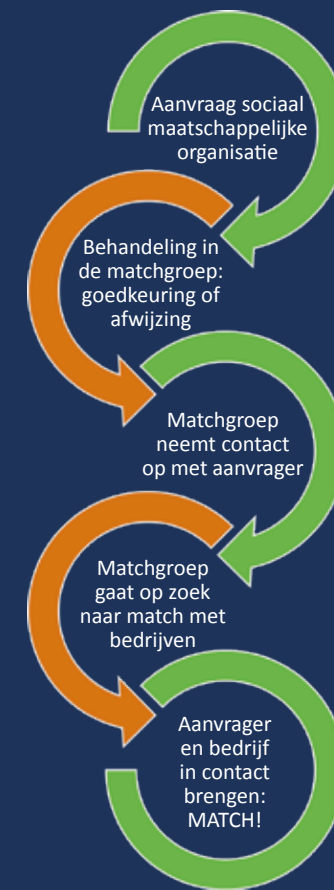 Aanvraag sociaal
maatschappelijke
organisatie
Behandeling in
de matchgroep:
goedkeuring of
afwijzing
Matchgroep
neemt contact
op met aanvrager
Matchgroep
gaat op zoek
naar match met
bedrijven
Aanvrager
en bedrijf
in contact
brengen:
MATCH!